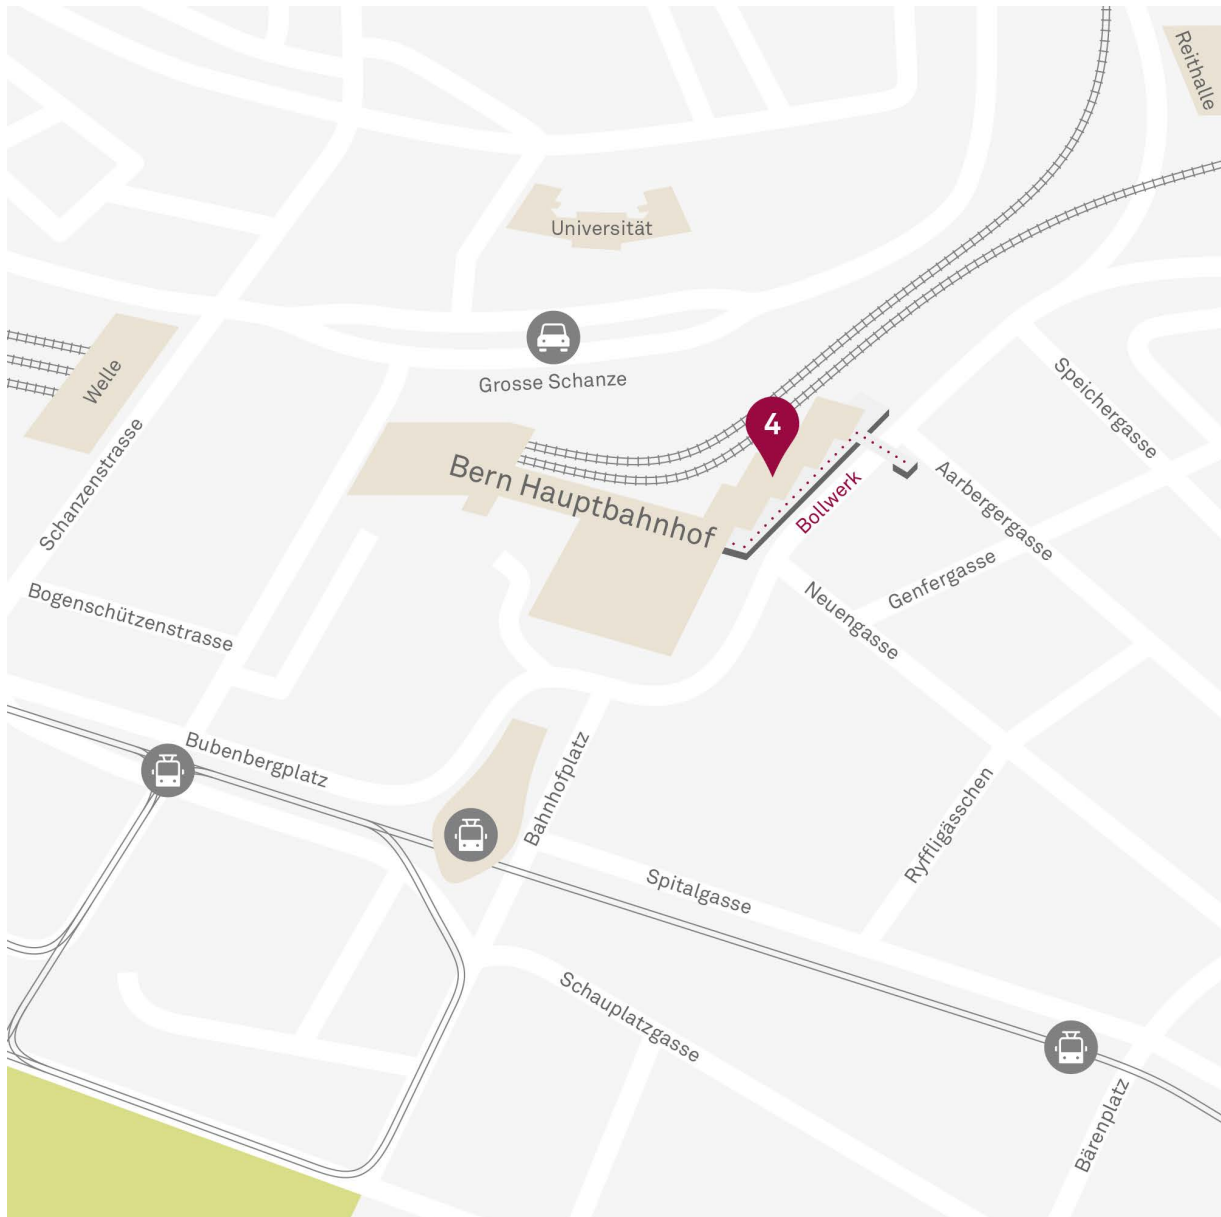 Reithalle
Universität
Grosse Schanze
Welle
Speichergasse
4
Schanzenstrasse
Bern Hauptbahnhof
Bollwerk
Aarbergergasse
Genfergasse
Bogenschützenstrasse
Neuengasse
Bubenbergplatz
Bahnhofplatz
Ryffligässchen
Spitalgasse
Schauplatzgasse
Bärenplatz